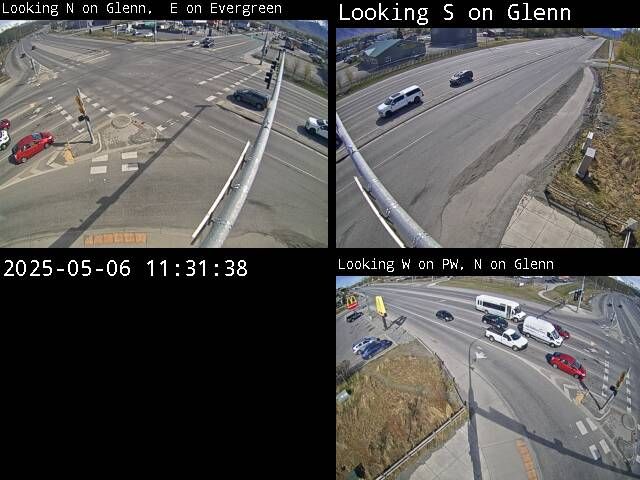 Looking N on Glenn,  E on Evergreen
Looking S on Glenn
2025-05-06 11:31:38
Looking W on PW, N on Glenn